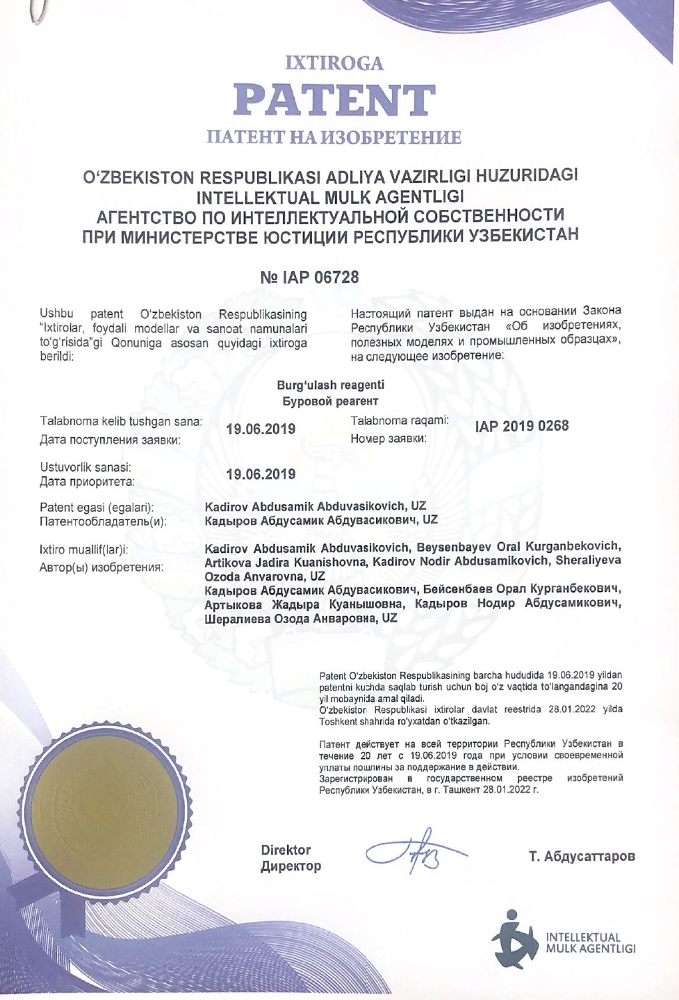 IXTIROGA
PATENT
ПАТЕНТ НА ИЗОБРЕТЕНИЕ
O‘ZBEKISTON RESPUBLIKASI ADLIYA VAZIRLIGI HUZURIDAGI
INTELLEKTUAL MULK AGENTLIGI
АГЕНТСТВО ПО ИНТЕЛЛЕКТУАЛЬНОЙ СОБСТВЕННОСТИ
ПРИ МИНИСТЕРСТВЕ ЮСТИЦИИ РЕСПУБЛИКИ УЗБЕКИСТАН
№ IAP 06728
Ushbu patent O‘zbekiston Respublikasining
“Ixtirolar, foydali modellar va sanoat namunalari
to‘g‘risida”gi Qonuniga asosan quyidagi ixtiroga
berildi:
Настоящий патент выдан на основании Закона
Республики Узбекистан «Об изобретениях,
полезных моделях и промышленных образцах»,
на следующее изобретение:
Burg‘ulash reagenti
Буровой реагент
Talabnoma kelib tushgan sana:
Дата поступления заявки:
19.06.2019
Talabnoma raqami:
Номер заявки:
IAP 2019 0268
Ustuvorlik sanasi:
Дата приоритета:
19.06.2019
Patent egasi (egalari):
Патентообладатель(и):
Kadirov Abdusamik Abduvasikovich, UZ
Кадыров Абдусамик Абдувасикович, UZ
Ixtiro muallif(lar)i:
Автор(ы) изобретения:
Kadirov Abdusamik Abduvasikovich, Beysenbayev Oral Kurganbekovich,
Artikova Jadira Kuanishovna, Kadirov Nodir Abdusamikovich, Sheraliyeva
Ozoda Anvarovna, UZ
Кадыров Абдусамик Абдувасикович, Бейсенбаев Орал Курганбекович,
Артыкова Жадыра Куанышовна, Кадыров Нодир Абдусамикович,
Шералиева Озода Анваровна, UZ
Patent O‘zbekiston Respublikasining barcha hududida 19.06.2019 yildan
patentni kuchda saqlab turish uchun boj o‘z vaqtida to‘langandagina 20
yil mobaynida amal qiladi.
O‘zbekiston Respublikasi ixtirolar davlat reestrida 28.01.2022 yilda
Toshkent shahrida ro‘yxatdan o‘tkazilgan.
Патент действует на всей территории Республики Узбекистан в
течение 20 лет с 19.06.2019 года при условии своевременной
уплаты пошлины за поддержание в действии.
Зарегистрирован в государственном реестре изобретений
Республики Узбекистан, в г. Ташкент 28.01.2022 г.
Direktor
Директор
Т. Абдусаттаров
INTELLEKTUAL
MULK AGENTLIGI